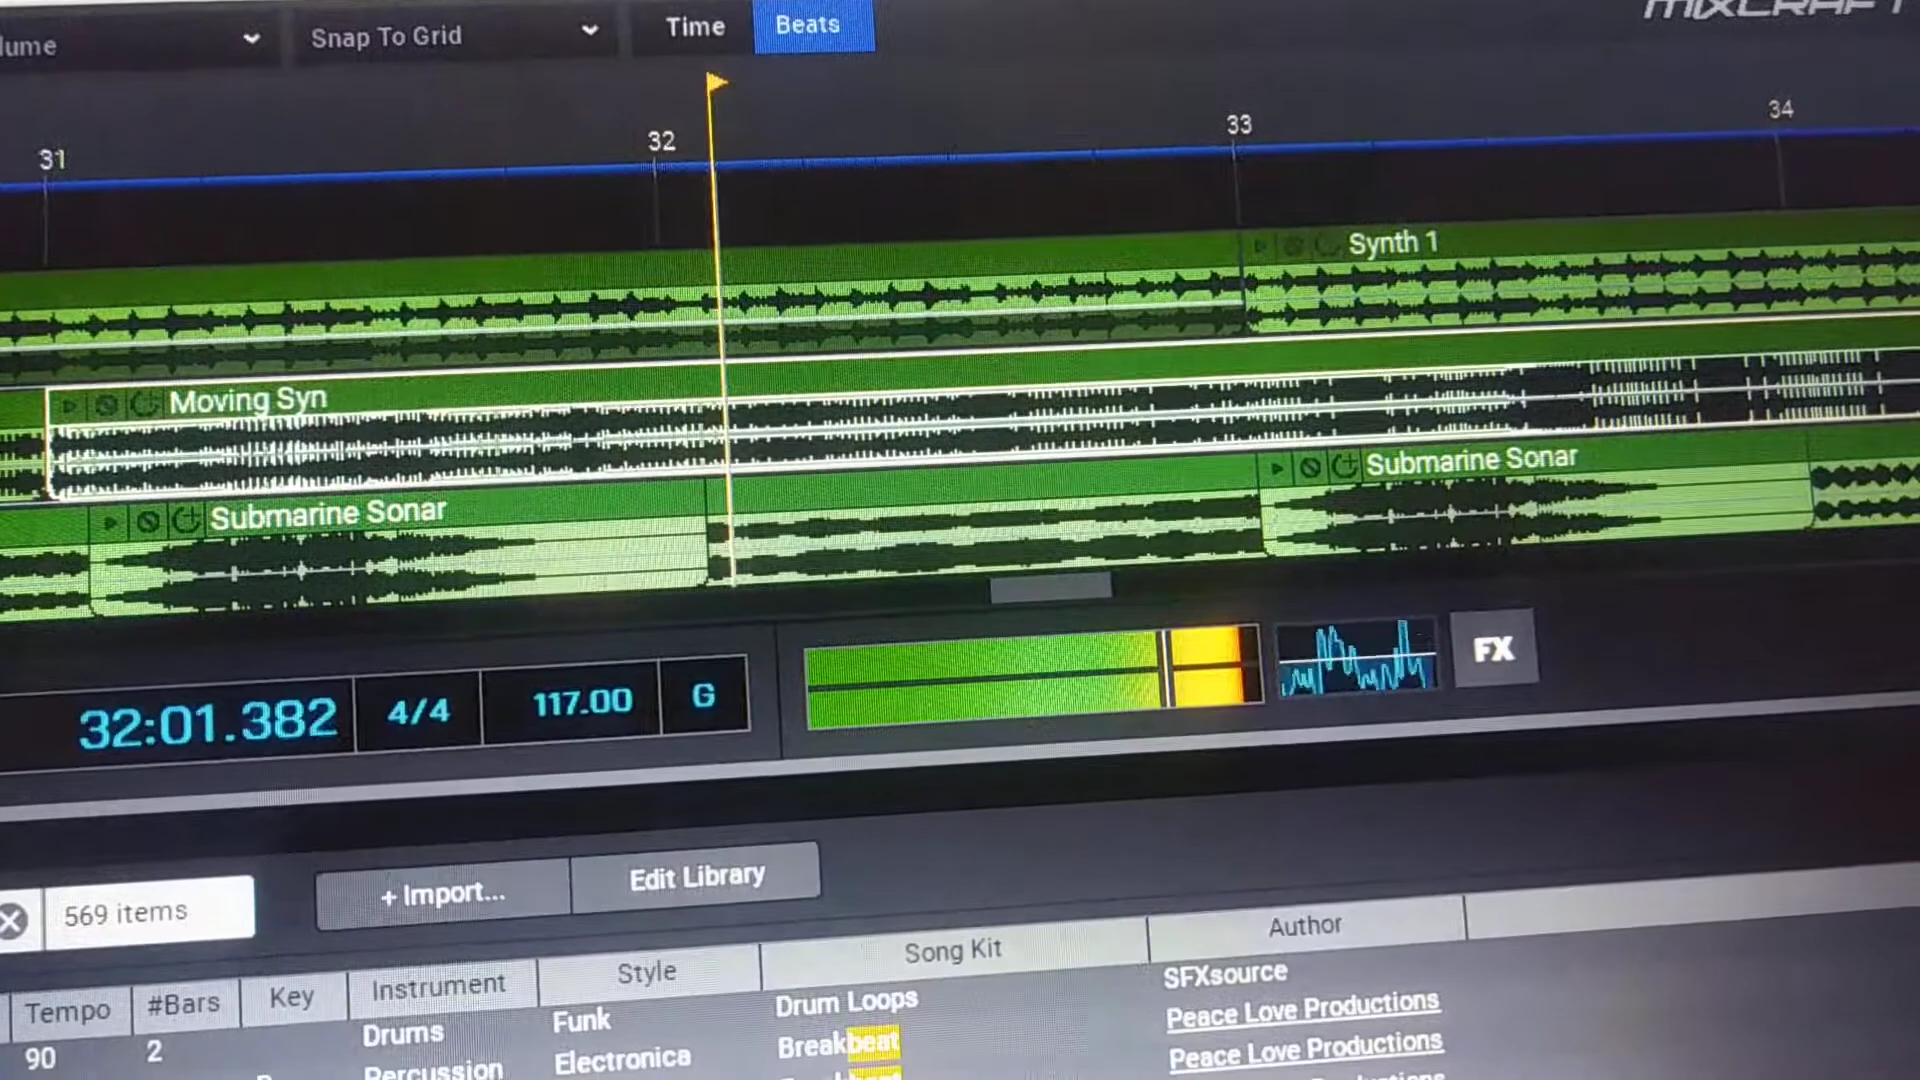 lume
Snap To Grid
Time
Beats
MIXCRAFT
31
32
33
34
Synth 1
Moving Syn
Submarine Sonar
Submarine Sonar
32:01.382
4/4
117.00
G
FX
569 items
+ Import...
Edit Library
Tempo
#Bars
Key
Instrument
Style
Song Kit
Author
90
2
Drums
Funk
Drum Loops
SFXsource
Percussion
Electronica
Breakbeat
Peace Love Productions
Peace Love Productions